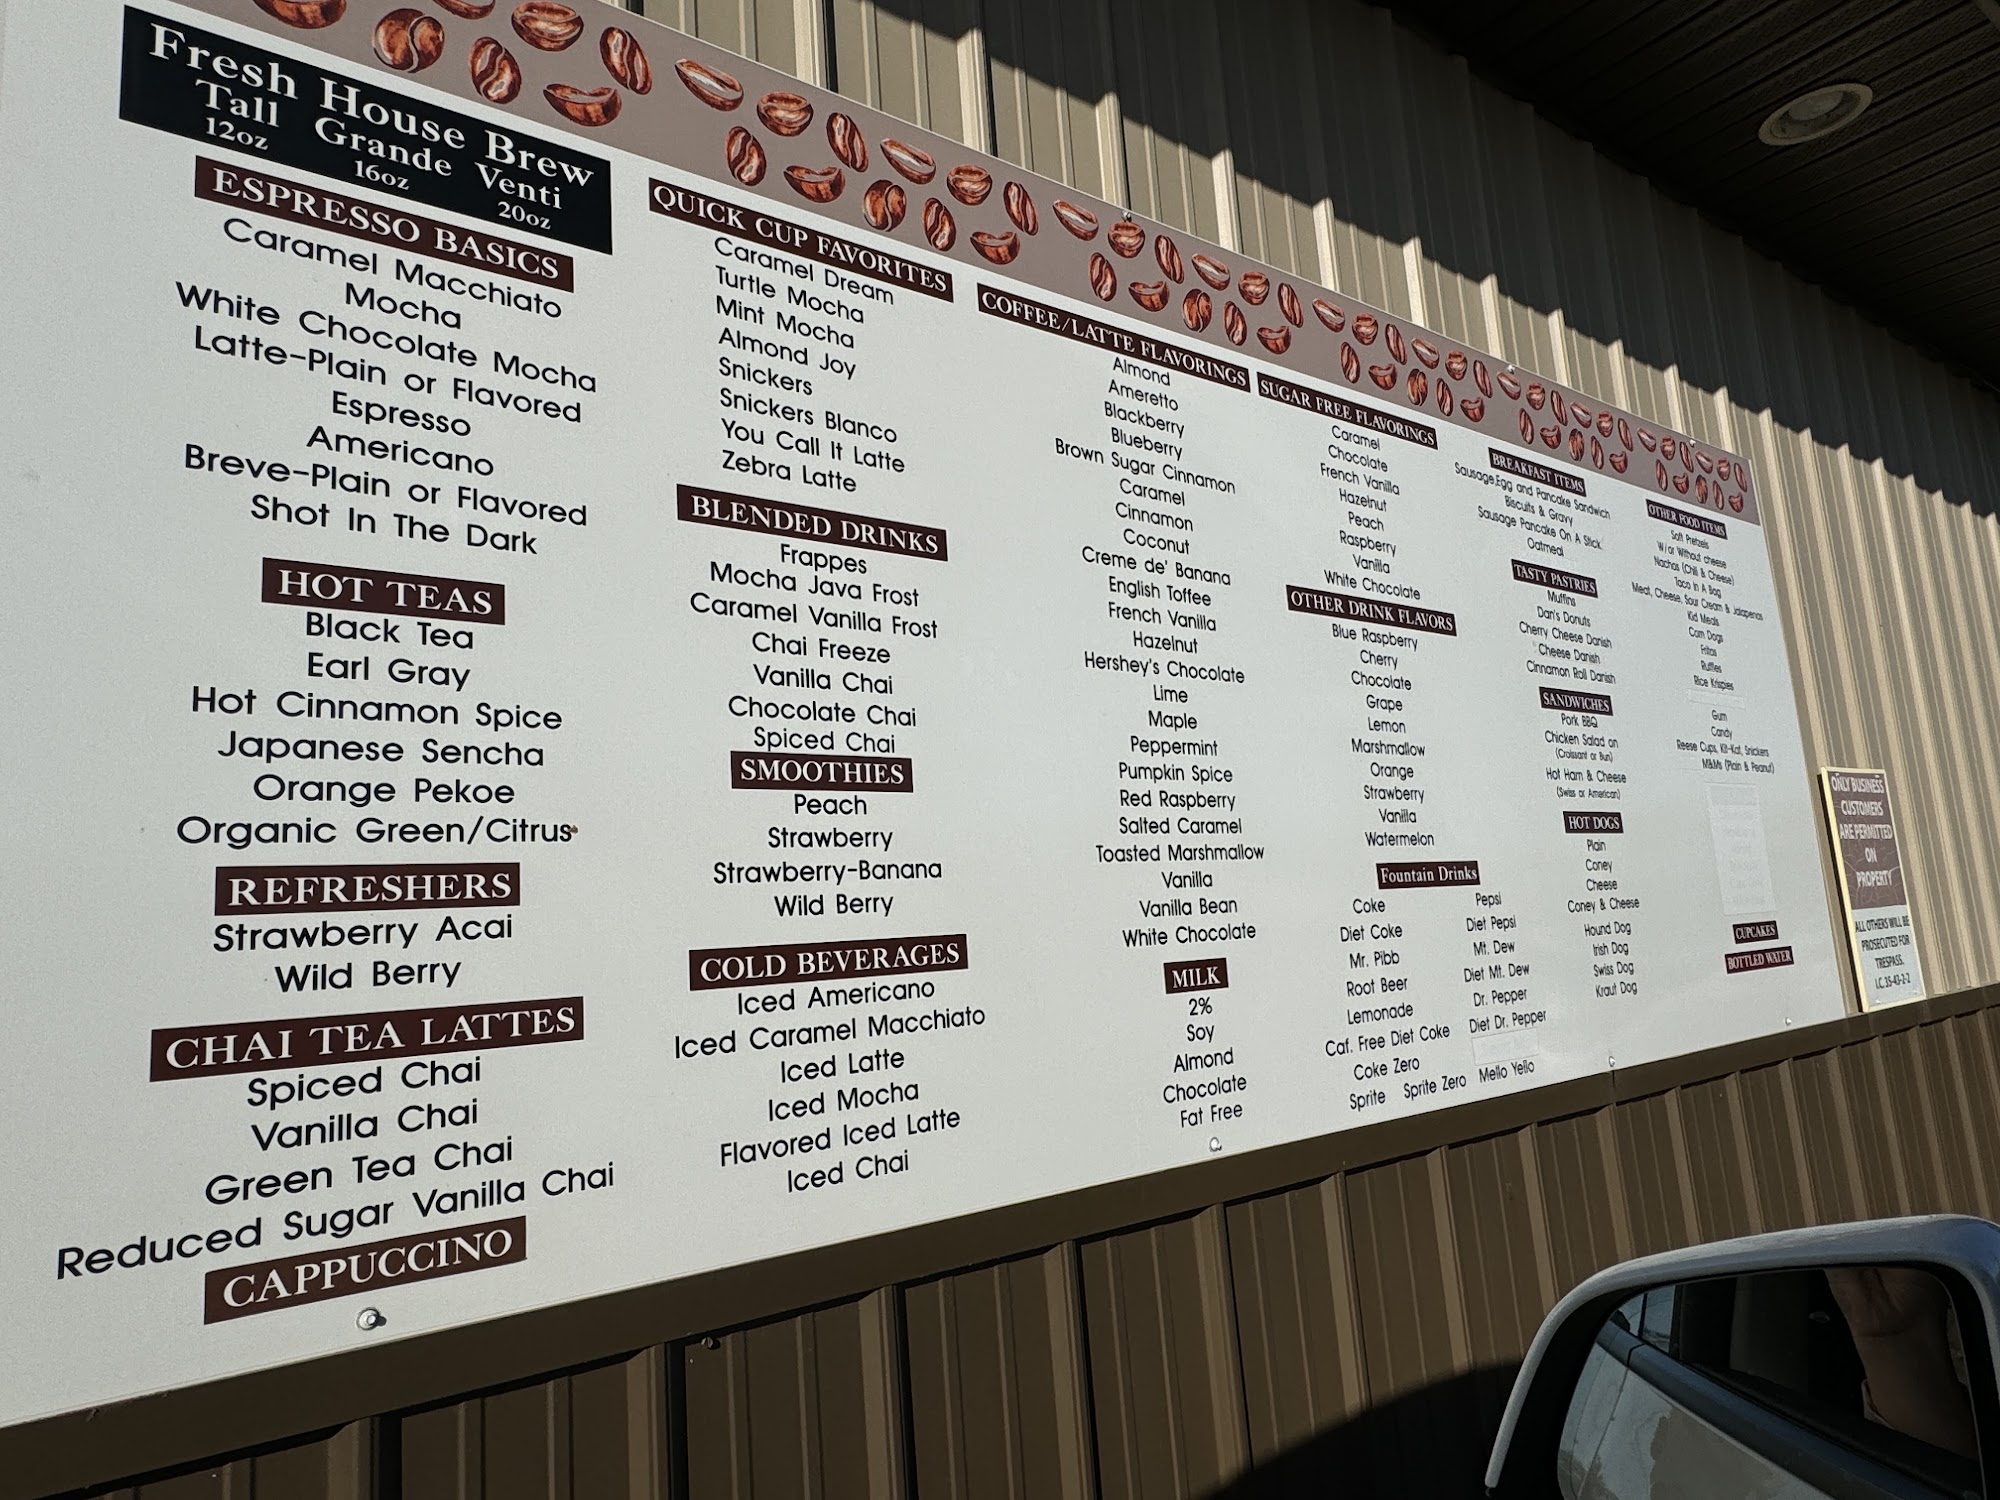 Fresh House Brew
Tall Grande Venti
12oz 16oz 20oz
ESPRESSO BASICS
Caramel Macchiato
Mocha
White Chocolate Mocha
Latte-Plain or Flavored
Espresso
Americano
Breve-Plain or Flavored
Shot In The Dark
HOT TEAS
Black Tea
Earl Gray
Hot Cinnamon Spice
Japanese Sencha
Orange Pekoe
Organic Green/Citrus
REFRESHERS
Strawberry Acai
Wild Berry
CHAI TEA LATTES
Spiced Chai
Vanilla Chai
Green Tea Chai
Reduced Sugar Vanilla Chai
CAPPUCCINO
QUICK CUP FAVORITES
Caramel Dream
Turtle Mocha
Mint Mocha
Almond Joy
Snickers
Snickers Blanco
You Call It Latte
Zebra Latte
BLENDED DRINKS
Frappes
Mocha Java Frost
Caramel Vanilla Frost
Chai Freeze
Vanilla Chai
Chocolate Chai
Spiced Chai
SMOOTHIES
Peach
Strawberry
Strawberry-Banana
Wild Berry
COLD BEVERAGES
Iced Americano
Iced Caramel Macchiato
Iced Latte
Iced Mocha
Flavored Iced Latte
Iced Chai
COFFEE/LATTE FLAVORINGS
Almond
Ameretto
Blackberry
Blueberry
Brown Sugar Cinnamon
Caramel
Cinnamon
Coconut
Creme de' Banana
English Toffee
French Vanilla
Hazelnut
Hershey's Chocolate
Lime
Maple
Peppermint
Pumpkin Spice
Red Raspberry
Salted Caramel
Toasted Marshmallow
Vanilla
Vanilla Bean
White Chocolate
MILK
2%
Soy
Almond
Chocolate
Fat Free
SUGAR FREE FLAVORINGS
Caramel
Chocolate
French Vanilla
Hazelnut
Peach
Raspberry
Vanilla
White Chocolate
OTHER DRINK FLAVORS
Blue Raspberry
Cherry
Chocolate
Grape
Lemon
Marshmallow
Orange
Strawberry
Vanilla
Watermelon
Fountain Drinks
Coke Pepsi
Diet Coke Diet Pepsi
Mr. Pibb Mt. Dew
Root Beer Diet Mt. Dew
Lemonade Dr. Pepper
Caf. Free Diet Coke Diet Dr. Pepper
Coke Zero
Sprite Sprite Zero Mello Yello
BREAKFAST ITEMS
Sausage,Egg and Pancake Sandwich
Biscuits & Gravy
Sausage Pancake On A Stick
Oatmeal
TASTY PASTRIES
Muffins
Dan's Donuts
Cherry Cheese Danish
Cheese Danish
Cinnamon Roll Danish
SANDWICHES
Pork BBQ
Chicken Salad on
(Croissant or Bun)
Hot Ham & Cheese
(Swiss or American)
HOT DOGS
Plain
Coney
Cheese
Coney & Cheese
Hound Dog
Irish Dog
Swiss Dog
Kraut Dog
OTHER FOOD ITEMS
Soft Pretzels
W/or Without cheese
Nachos (Chili & Cheese)
Taco In A Bag
Meat, Cheese, Sour Cream & Jalapenos
Kid Meals
Corn Dogs
Fritos
Ruffles
Rice Krispies
Gum
Candy
Reese Cups, Kit-Kat, Snickers
M&Ms (Plain & Peanut)
CUPCAKES
BOTTLED WATER
ONLY BUSINESS
CUSTOMERS
ARE PERMITTED
ON
PROPERTY
ALL OTHERS WILL BE
PROSECUTED FOR
TRESPASS.
I.C. 35-43-2-2